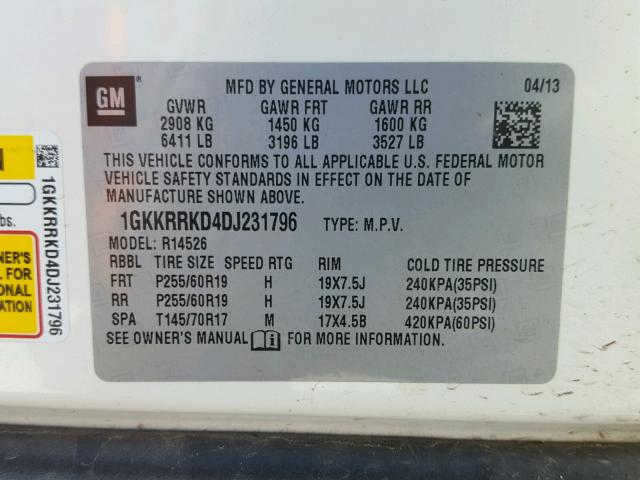 GM
MFD BY GENERAL MOTORS LLC 04/13
GVWR GAWR FRT GAWR RR
2908 KG 1450 KG 1600 KG
6411 LB 3196 LB 3527 LB
THIS VEHICLE CONFORMS TO ALL APPLICABLE U.S. FEDERAL MOTOR
VEHICLE SAFETY STANDARDS IN EFFECT ON THE DATE OF
MANUFACTURE SHOWN ABOVE.
1GKKRRKD4DJ231796 TYPE: M.P.V.
MODEL: R14526
RBBL TIRE SIZE SPEED RTG RIM COLD TIRE PRESSURE
FRT P255/60R19 H 19X7.5J 240KPA(35PSI)
RR P255/60R19 H 19X7.5J 240KPA(35PSI)
SPA T145/70R17 M 17X4.5B 420KPA(60PSI)
SEE OWNER'S MANUAL FOR MORE INFORMATION.
1GKKRRKD4DJ231796
N
bs.
NER'S
FOR
ONAL